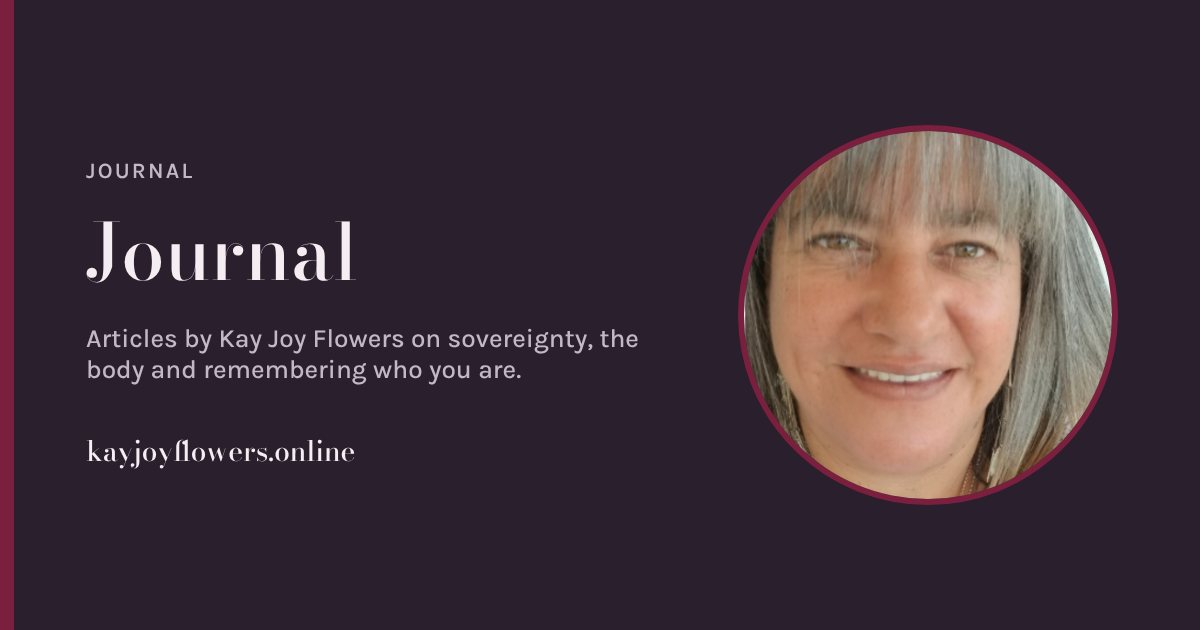 JOURNAL
Journal
Articles by Kay Joy Flowers on sovereignty, the
body and remembering who you are.
kayjoyflowers.online